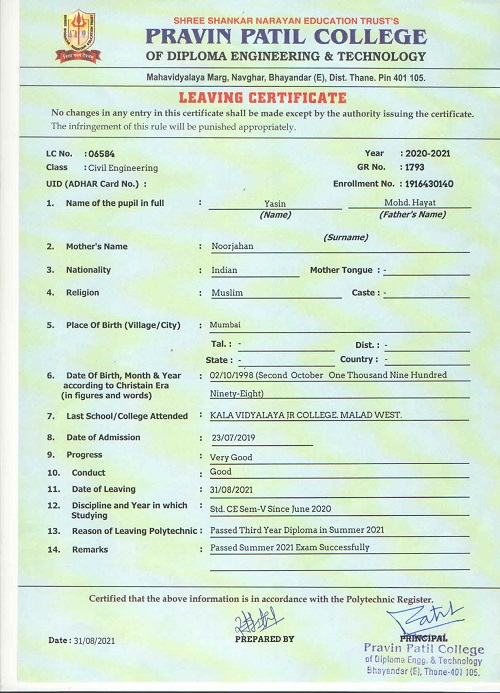 SHREE SHANKAR NARAYAN EDUCATION TRUST'S
PRAVIN PATIL COLLEGE
OF DIPLOMA ENGINEERING & TECHNOLOGY
Mahavidyalaya Marg, Navghar, Bhayandar (E), Dist. Thane. Pin 401 105.
LEAVING CERTIFICATE
No changes in any entry in this certificate shall be made except by the authority issuing the certificate.
The infringement of this rule will be punished appropriately.
LC No. : 06584 Year : 2020-2021
Class : Civil Engineering GR No. : 1793
UID (ADHAR Card No.) : Enrollment No. : 1916430140
1. Name of the pupil in full : Yasin Mohd. Hayat
(Name) (Father's Name)
(Surname)
2. Mother's Name : Noorjahan
3. Nationality : Indian Mother Tongue : -
4. Religion : Muslim Caste : -
5. Place Of Birth (Village/City) : Mumbai
Tal. : - Dist. : -
State : - Country : -
6. Date Of Birth, Month & Year : 02/10/1998 (Second October One Thousand Nine Hundred
according to Christain Era
(in figures and words) Ninety-Eight)
7. Last School/College Attended : KALA VIDYALAYA JR COLLEGE. MALAD WEST.
8. Date of Admission : 23/07/2019
9. Progress : Very Good
10. Conduct : Good
11. Date of Leaving : 31/08/2021
12. Discipline and Year in which : Std. CE Sem-V Since June 2020
Studying
13. Reason of Leaving Polytechnic : Passed Third Year Diploma in Summer 2021
14. Remarks : Passed Summer 2021 Exam Successfully
Certified that the above information is in accordance with the Polytechnic Register.
Date : 31/08/2021 PREPARED BY PRINCIPAL
Pravin Patil College
of Diploma Engg. & Technology
Bhayandar (E), Thane-401 105.